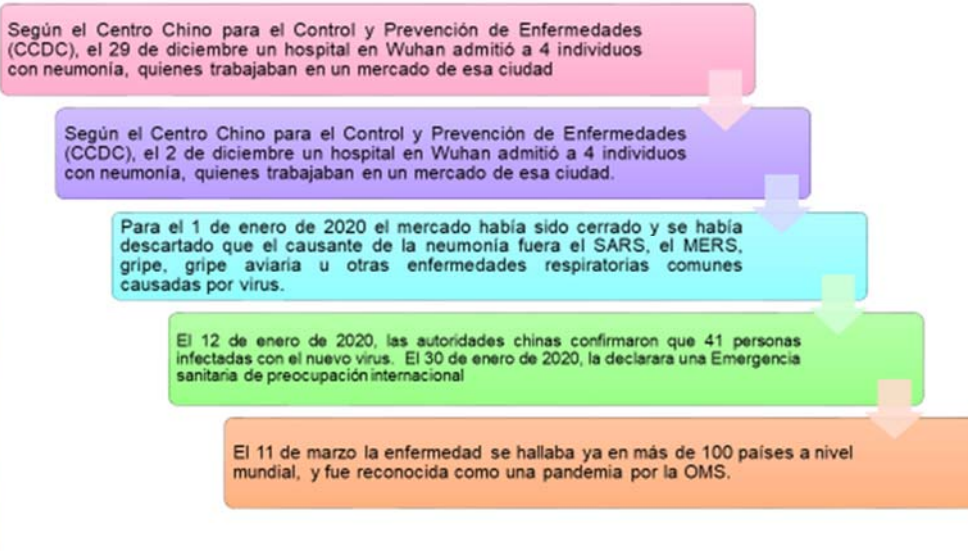 Según el Centro Chino para el Control y Prevención de Enfermedades
(CCDC), el 29 de diciembre un hospital en Wuhan admitió a 4 individuos
con neumonía, quienes trabajaban en un mercado de esa ciudad
Según el Centro Chino para el Control y Prevención de Enfermedades
(CCDC), el 2 de diciembre un hospital en Wuhan admitió a 4 individuos
con neumonía, quienes trabajaban en un mercado de esa ciudad.
Para el 1 de enero de 2020 el mercado había sido cerrado y se había
descartado que el causante de la neumonía fuera el SARS, el MERS,
gripe, gripe aviaria u otras enfermedades respiratorias comunes
causadas por virus.
El 12 de enero de 2020, las autoridades chinas confirmaron que 41 personas
infectadas con el nuevo virus. El 30 de enero de 2020, la declarara una Emergencia
sanitaria de preocupación internacional
El 11 de marzo la enfermedad se hallaba ya en más de 100 países a nivel
mundial, y fue reconocida como una pandemia por la OMS.